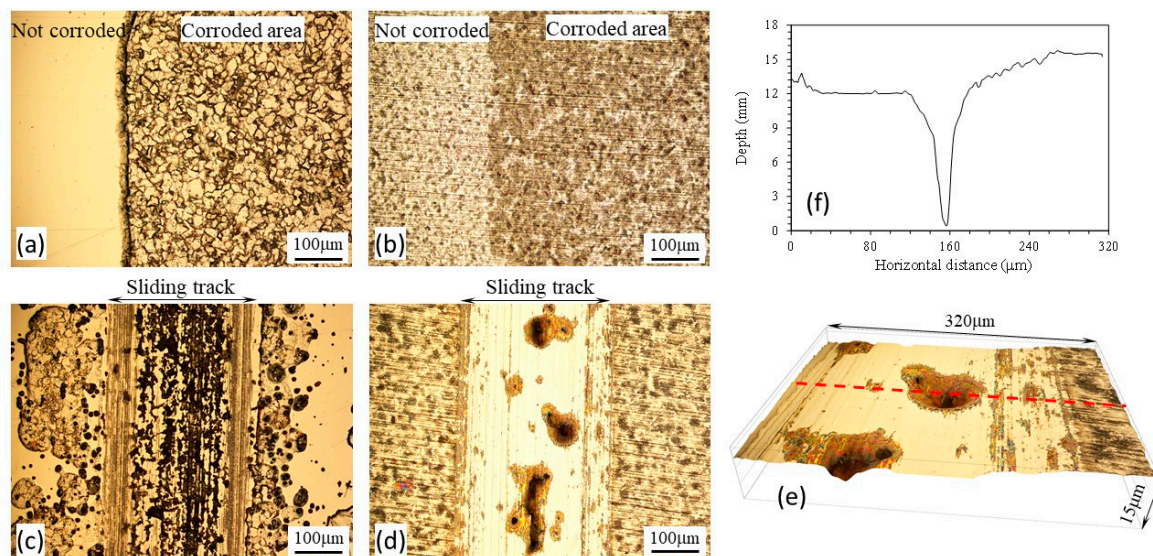 Not corroded
Corroded area
(a)
100μm
Not corroded
Corroded area
(b)
100μm
18
15
12
9
6
3
0
Depth (mm)
(f)
0
80
160
240
320
Horizontal distance (μm)
Sliding track
(c)
100μm
Sliding track
(d)
100μm
320μm
(e)
15μm